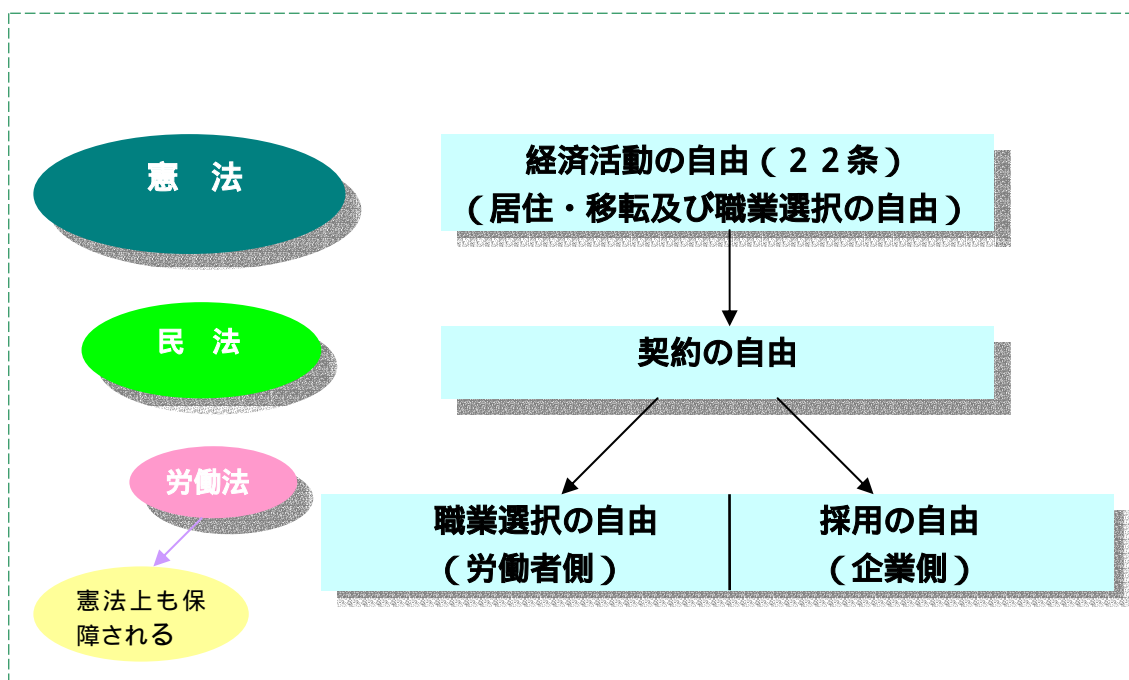 憲　法
経済活動の自由（２２条）
（居住・移転及び職業選択の自由）
民　法
契約の自由
労働法
職業選択の自由
（労働者側）
採用の自由
（企業側）
憲法上も保
障される